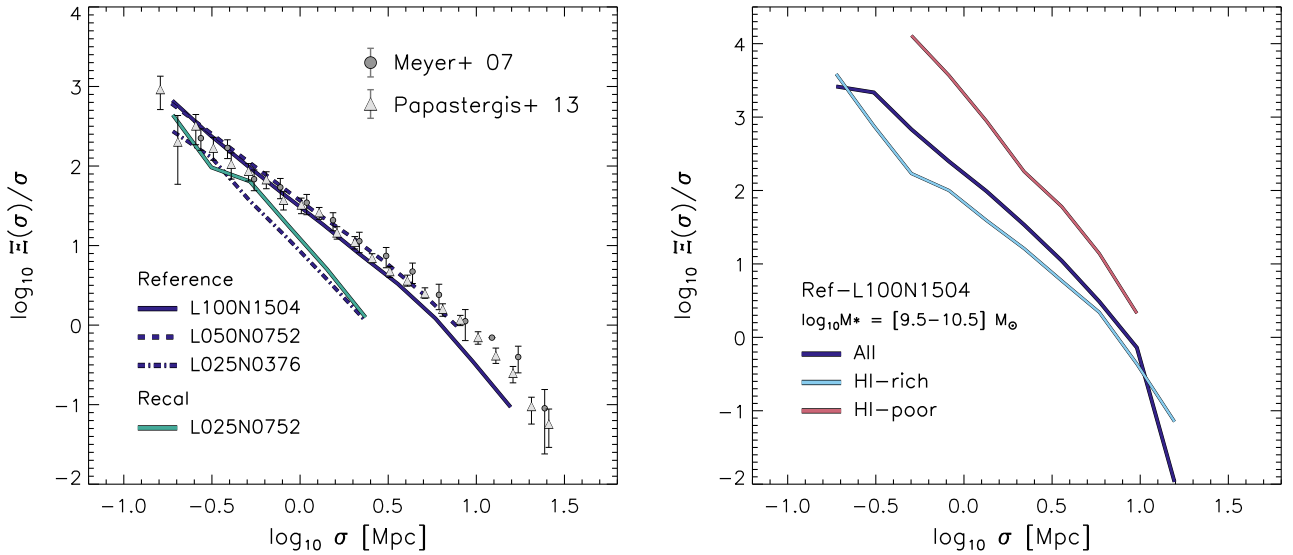 4
3
2
1
0
−1
−2
log₁₀ Ξ(σ)/σ
Meyer+ 07
Papastergis+ 13
Reference
L100N1504
L050N0752
L025N0376
Recal
L025N0752
−1.0 −0.5 0.0 0.5 1.0 1.5
log₁₀ σ [Mpc]
4
3
2
1
0
−1
−2
log₁₀ Ξ(σ)/σ
Ref−L100N1504
log₁₀M* = [9.5−10.5] M☉
All
HI−rich
HI−poor
−1.0 −0.5 0.0 0.5 1.0 1.5
log₁₀ σ [Mpc]